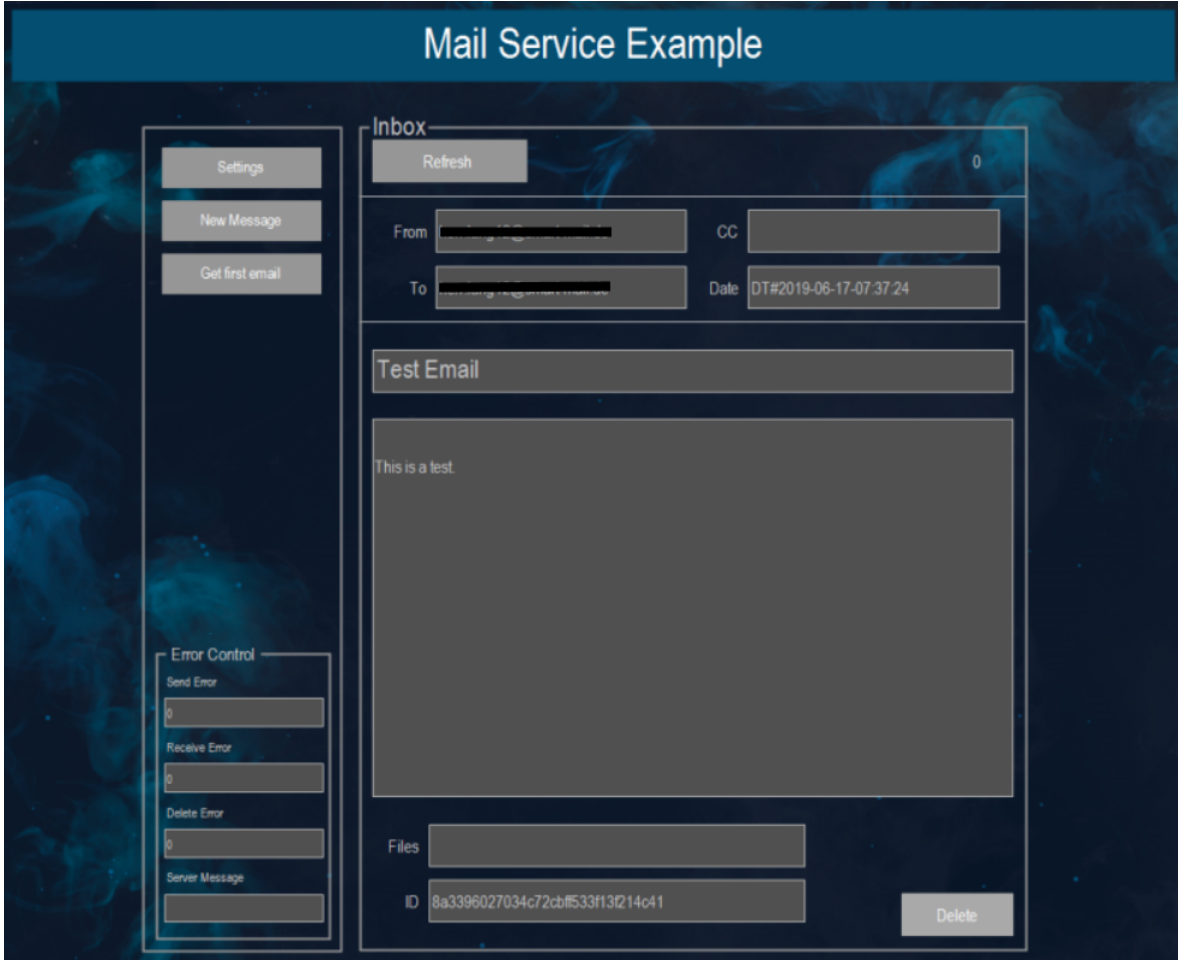 Mail Service Example
Inbox
Settings
Refresh
0
New Message
From
CC
Get first email
To
Date DT#2019-06-17-07:37:24
Test Email
This is a test.
Error Control
Send Error
0
Receive Error
0
Delete Error
0
Server Message
Files
ID 8a3396027034c72cbff533f13f214c41
Delete